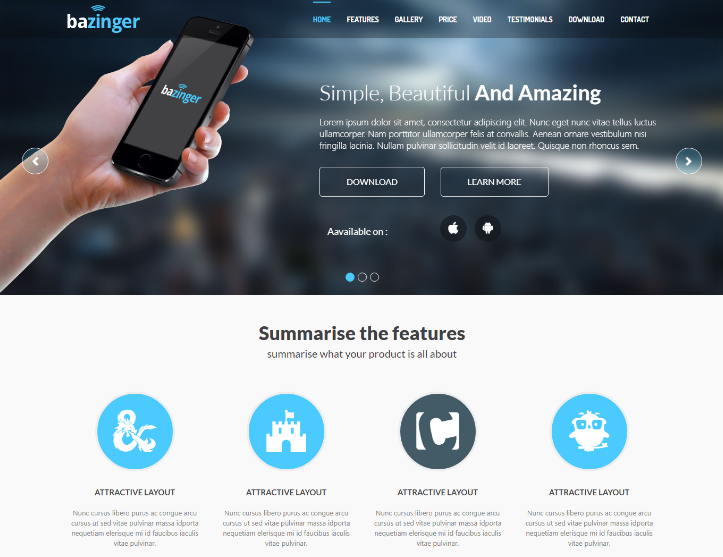 bazinger
HOME FEATURES GALLERY PRICE VIDEO TESTIMONIALS DOWNLOAD CONTACT
bazinger
Simple, Beautiful And Amazing
Lorem ipsum dolor sit amet, consectetur adipiscing elit. Nunc eget nunc vitae tellus luctus
ullamcorper. Nam porttitor ullamcorper felis at convallis. Aenean ornare vestibulum nisi
fringilla lacinia. Nullam pulvinar sollicitudin velit id laoreet. Quisque non rhoncus sem.
DOWNLOAD LEARN MORE
Aavailable on :
Summarise the features
summarise what your product is all about
ATTRACTIVE LAYOUT ATTRACTIVE LAYOUT ATTRACTIVE LAYOUT ATTRACTIVE LAYOUT
Nunc cursus libero purus ac congue arcu
cursus ut sed vitae pulvinar massa idporta
nequetiam elerisque mi id faucibus iaculis
vitae pulvinar.
Nunc cursus libero purus ac congue arcu
cursus ut sed vitae pulvinar massa idporta
nequetiam elerisque mi id faucibus iaculis
vitae pulvinar.
Nunc cursus libero purus ac congue arcu
cursus ut sed vitae pulvinar massa idporta
nequetiam elerisque mi id faucibus iaculis
vitae pulvinar.
Nunc cursus libero purus ac congue arcu
cursus ut sed vitae pulvinar massa idporta
nequetiam elerisque mi id faucibus iaculis
vitae pulvinar.